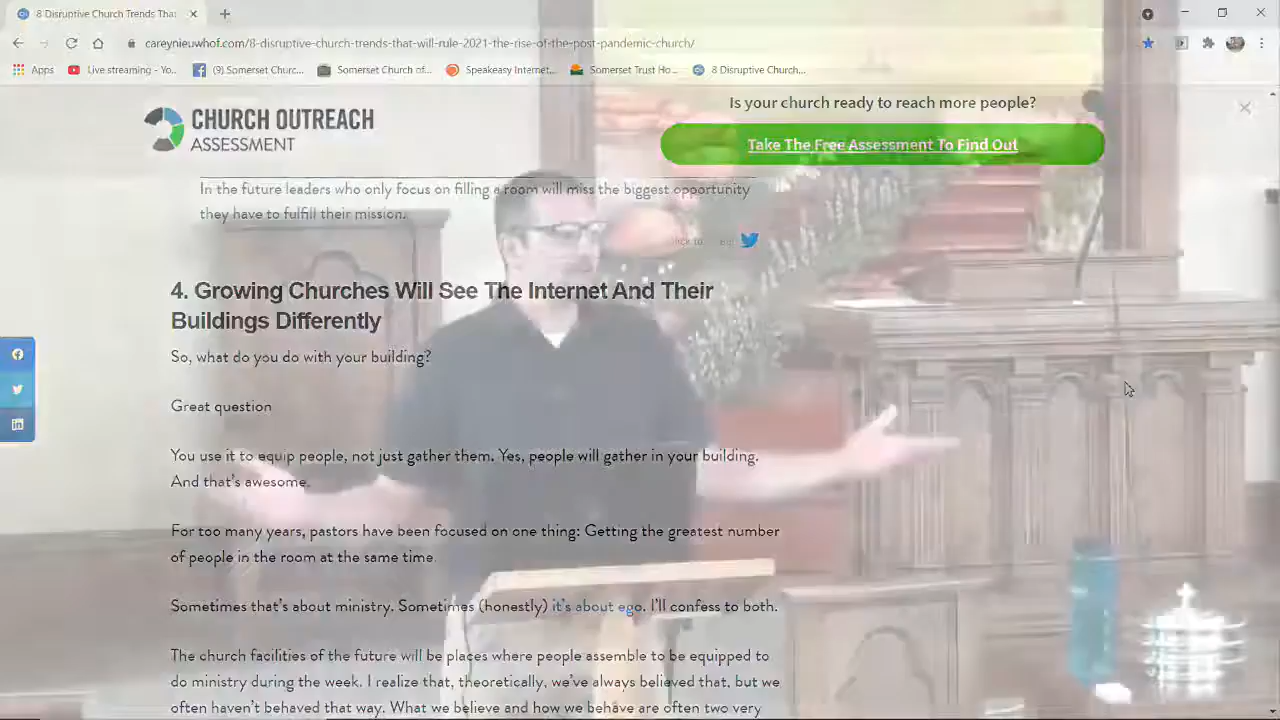 8 Disruptive Church Trends That
careynieuwhof.com/8-disruptive-church-trends-that-will-rule-2021-the-rise-of-the-post-pandemic-church/
Apps Live streaming - Yo... (9) Somerset Churc... Somerset Church of... Speakeasy Internet... Somerset Trust Ho... 8 Disruptive Church...
CHURCH OUTREACH
ASSESSMENT
Is your church ready to reach more people?
Take The Free Assessment To Find Out
In the future leaders who only focus on filling a room will miss the biggest opportunity
they have to fulfill their mission.
4. Growing Churches Will See The Internet And Their
Buildings Differently
So, what do you do with your building?
Great question
You use it to equip people, not just gather them. Yes, people will gather in your building.
And that's awesome.
For too many years, pastors have been focused on one thing: Getting the greatest number
of people in the room at the same time.
Sometimes that's about ministry. Sometimes (honestly) it's about ego. I'll confess to both.
The church facilities of the future will be places where people assemble to be equipped to
do ministry during the week. I realize that, theoretically, we've always believed that, but we
often haven't behaved that way. What we believe and how we behave are often two very